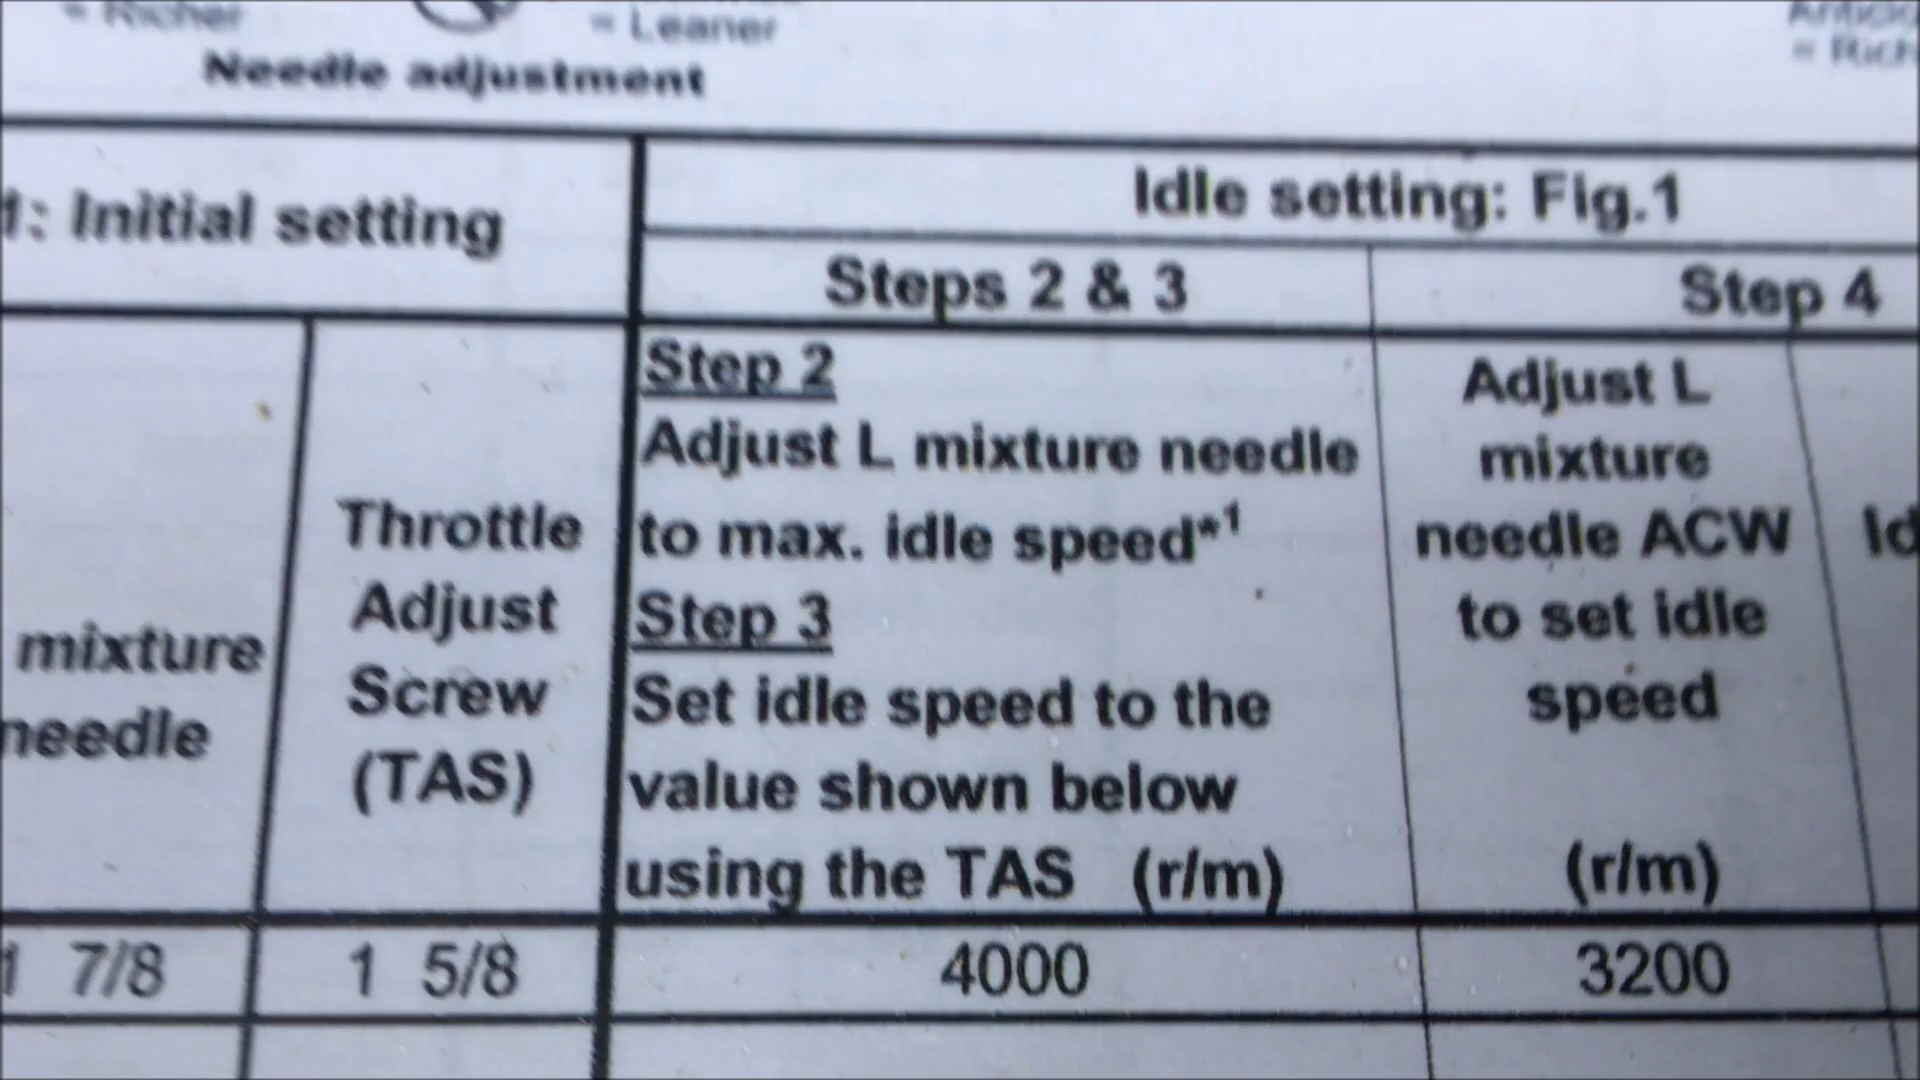 = Richer
= Leaner
= Rich
Needle adjustment
1: Initial setting
Idle setting: Fig.1
Steps 2 & 3
Step 4
mixture
needle
Throttle
Adjust
Screw
(TAS)
Step 2
Adjust L mixture needle
to max. idle speed*1
Step 3
Set idle speed to the
value shown below
using the TAS (r/m)
Adjust L
mixture
needle ACW
to set idle
speed
(r/m)
Id
1 7/8
1 5/8
4000
3200